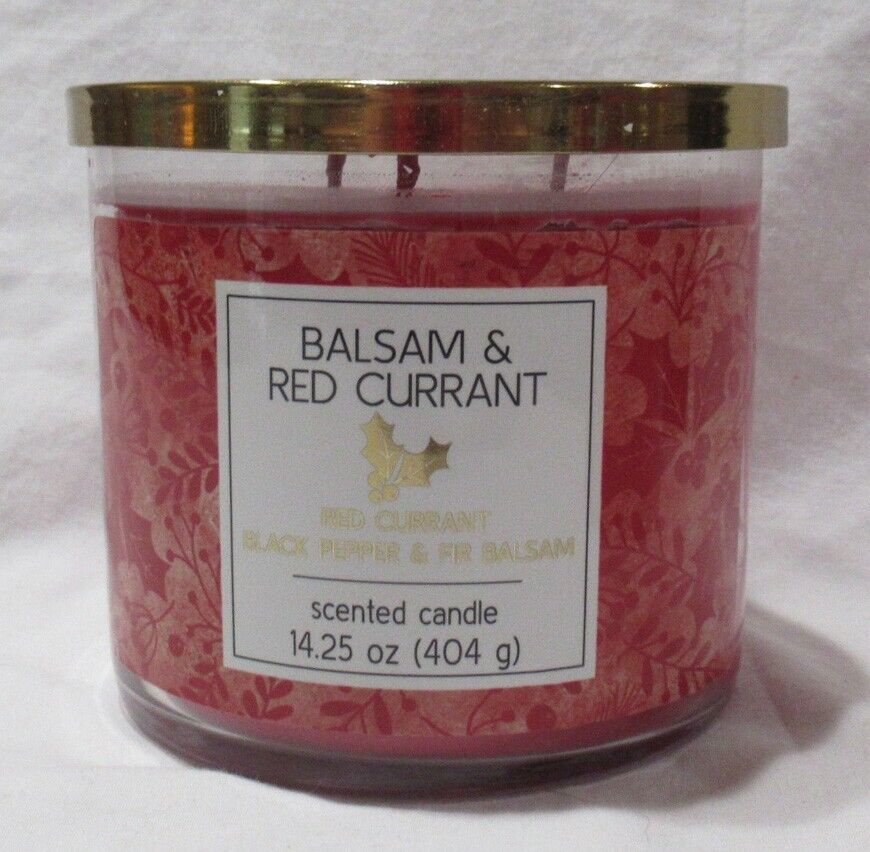 BALSAM &
RED CURRANT
RED CURRANT
BLACK PEPPER & FIR BALSAM
scented candle
14.25 oz (404 g)